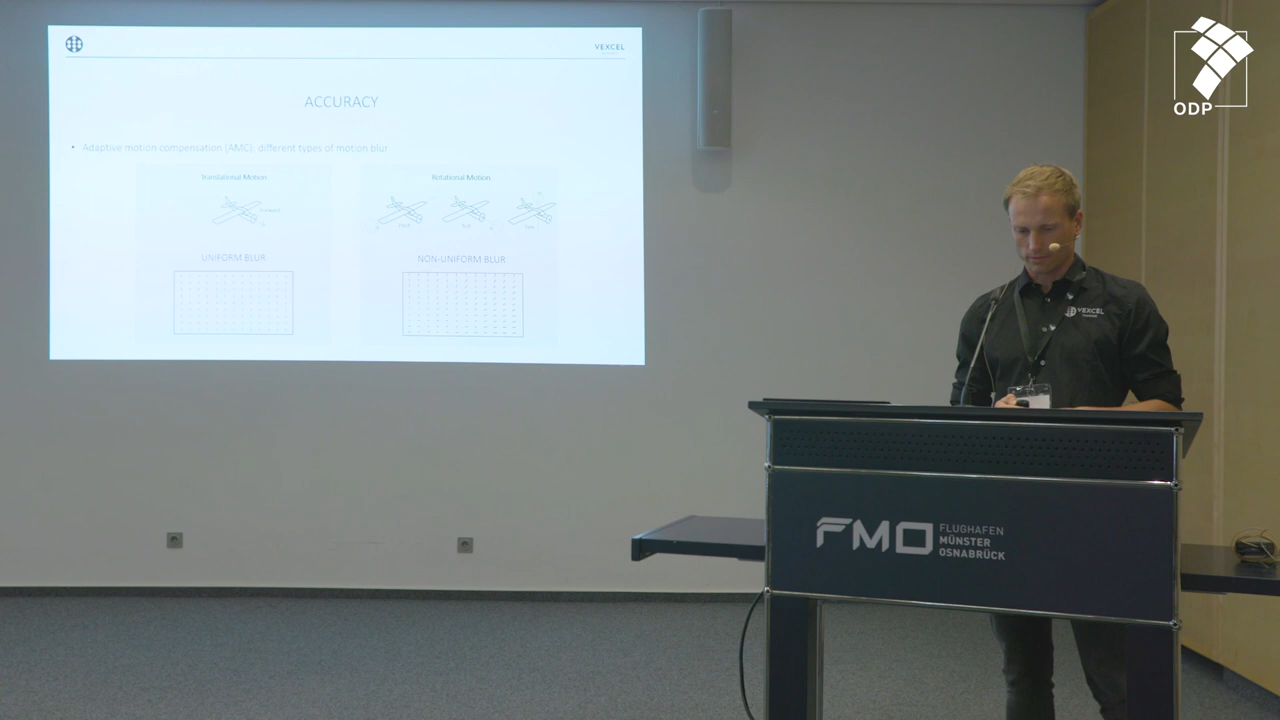 VEXCEL
ACCURACY
• Adaptive motion compensation (AMC): different types of motion blur
Translational Motion
Rotational Motion
UNIFORM BLUR
NON-UNIFORM BLUR
ODP
VEXCEL
FMO
FLUGHAFEN
MÜNSTER
OSNABRÜCK